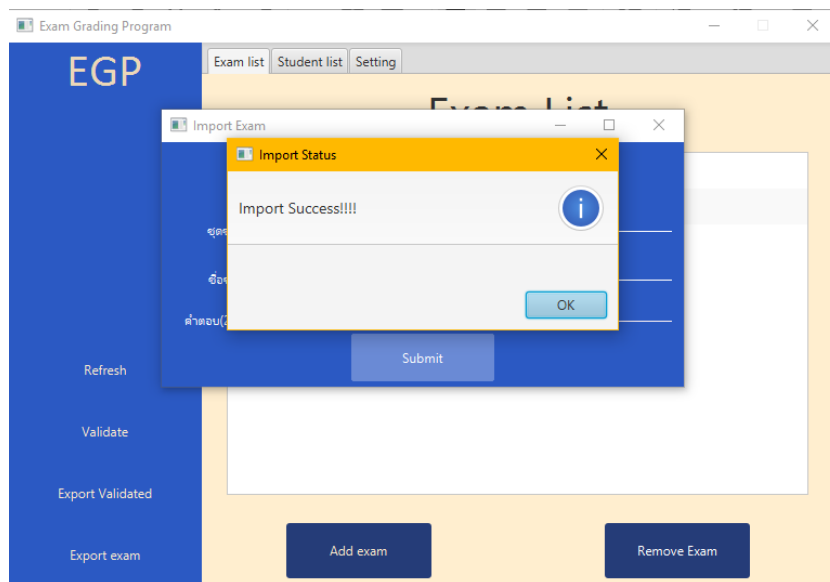 Exam Grading Program
EGP
Exam list Student list Setting
Import Exam
Import Status
Import Success!!!!
OK
Submit
Refresh
Validate
Export Validated
Export exam
Add exam
Remove Exam